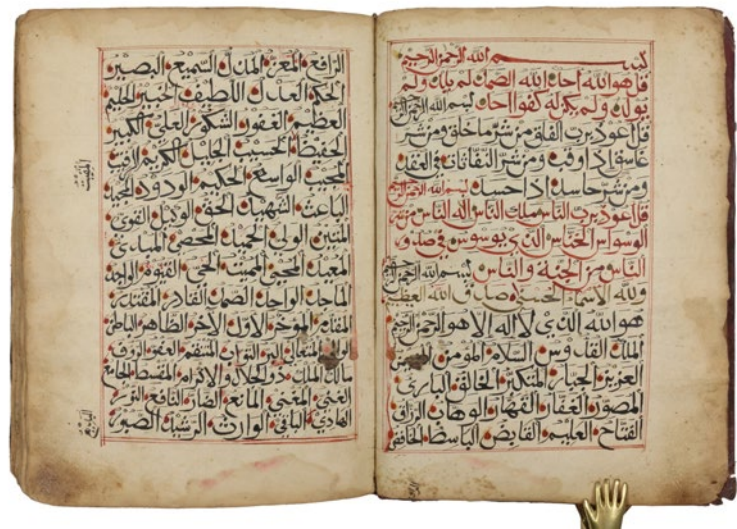 بسم الله الرحمن الرحيم
قل هو الله احد الله الصمد لم يلد ولم
يولد ولم يكن له كفوا احد بسم الله الرحمن الرحيم
قل اعوذ برب الفلق من شر ما خلق ومن شر
غاسق اذا وقب ومن شر النفاثات في العقد
ومن شر حاسد اذا حسد بسم الله الرحمن الرحيم
قل اعوذ برب الناس ملك الناس اله الناس من شر
الوسواس الخناس الذي يوسوس في صدور
الناس من الجنة والناس بسم الله الرحمن الرحيم
ولله الاسماء الحسنى صدق الله العظيم
هو الله الذي لا اله الا هو الرحمن الرحيم
الملك القدوس السلام المؤمن المهيمن
العزيز الجبار المتكبر الخالق البارئ
المصور الغفار القهار الوهاب الرزاق
الفتاح العليم القابض الباسط الخافض
الرافع المعز المذل السميع البصير
الحكم العدل اللطيف الخبير الحليم
العظيم الغفور الشكور العلي الكبير
الحفيظ الحسيب الجليل الكريم الرقيب
المجيب الواسع الحكيم الودود المجيد
الباعث الشهيد الحق الوكيل القوي
المتين الولي الحميد المحصي المبدئ
المعيد المحيي المميت الحي القيوم الواجد
الماجد الواحد الصمد القادر المقتدر
المقدم المؤخر الاول الاخر الظاهر الباطن
الوالي المتعال البر التواب المنتقم العفو الرؤف
مالك الملك ذو الجلال والاكرام المقسط الجامع
الغني المغني المانع الضار النافع النور
الهادي الباقي الوارث الرشيد الصبور